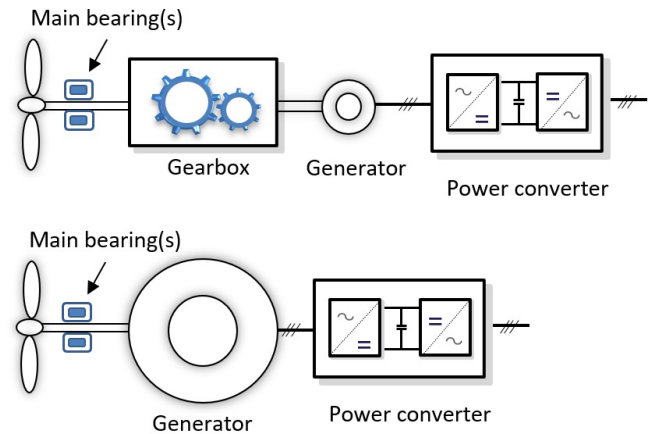 Main bearing(s)
Gearbox
Generator
Power converter
Main bearing(s)
Generator
Power converter